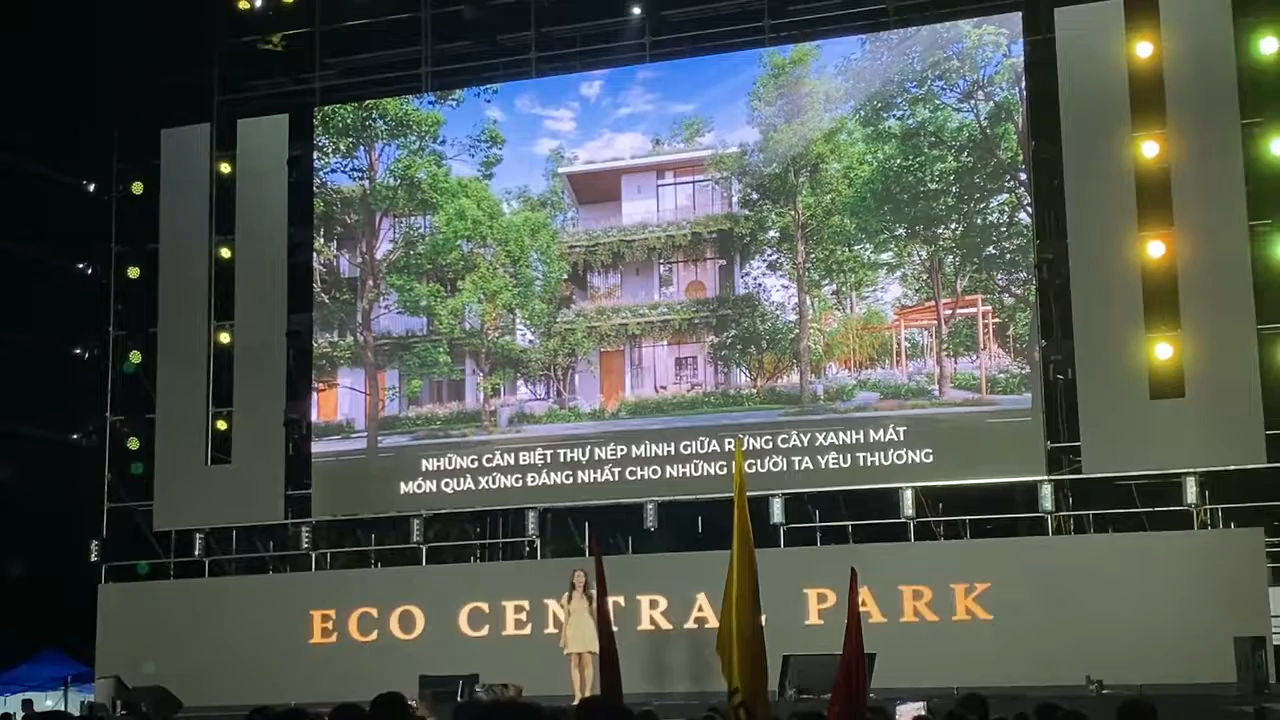 NHỮNG CĂN BIỆT THỰ NÉP MÌNH GIỮA RỪNG CÂY XANH MÁT
MÓN QUÀ XỨNG ĐÁNG NHẤT CHO NHỮNG NGƯỜI TA YÊU THƯƠNG
ECO CENTRAL PARK